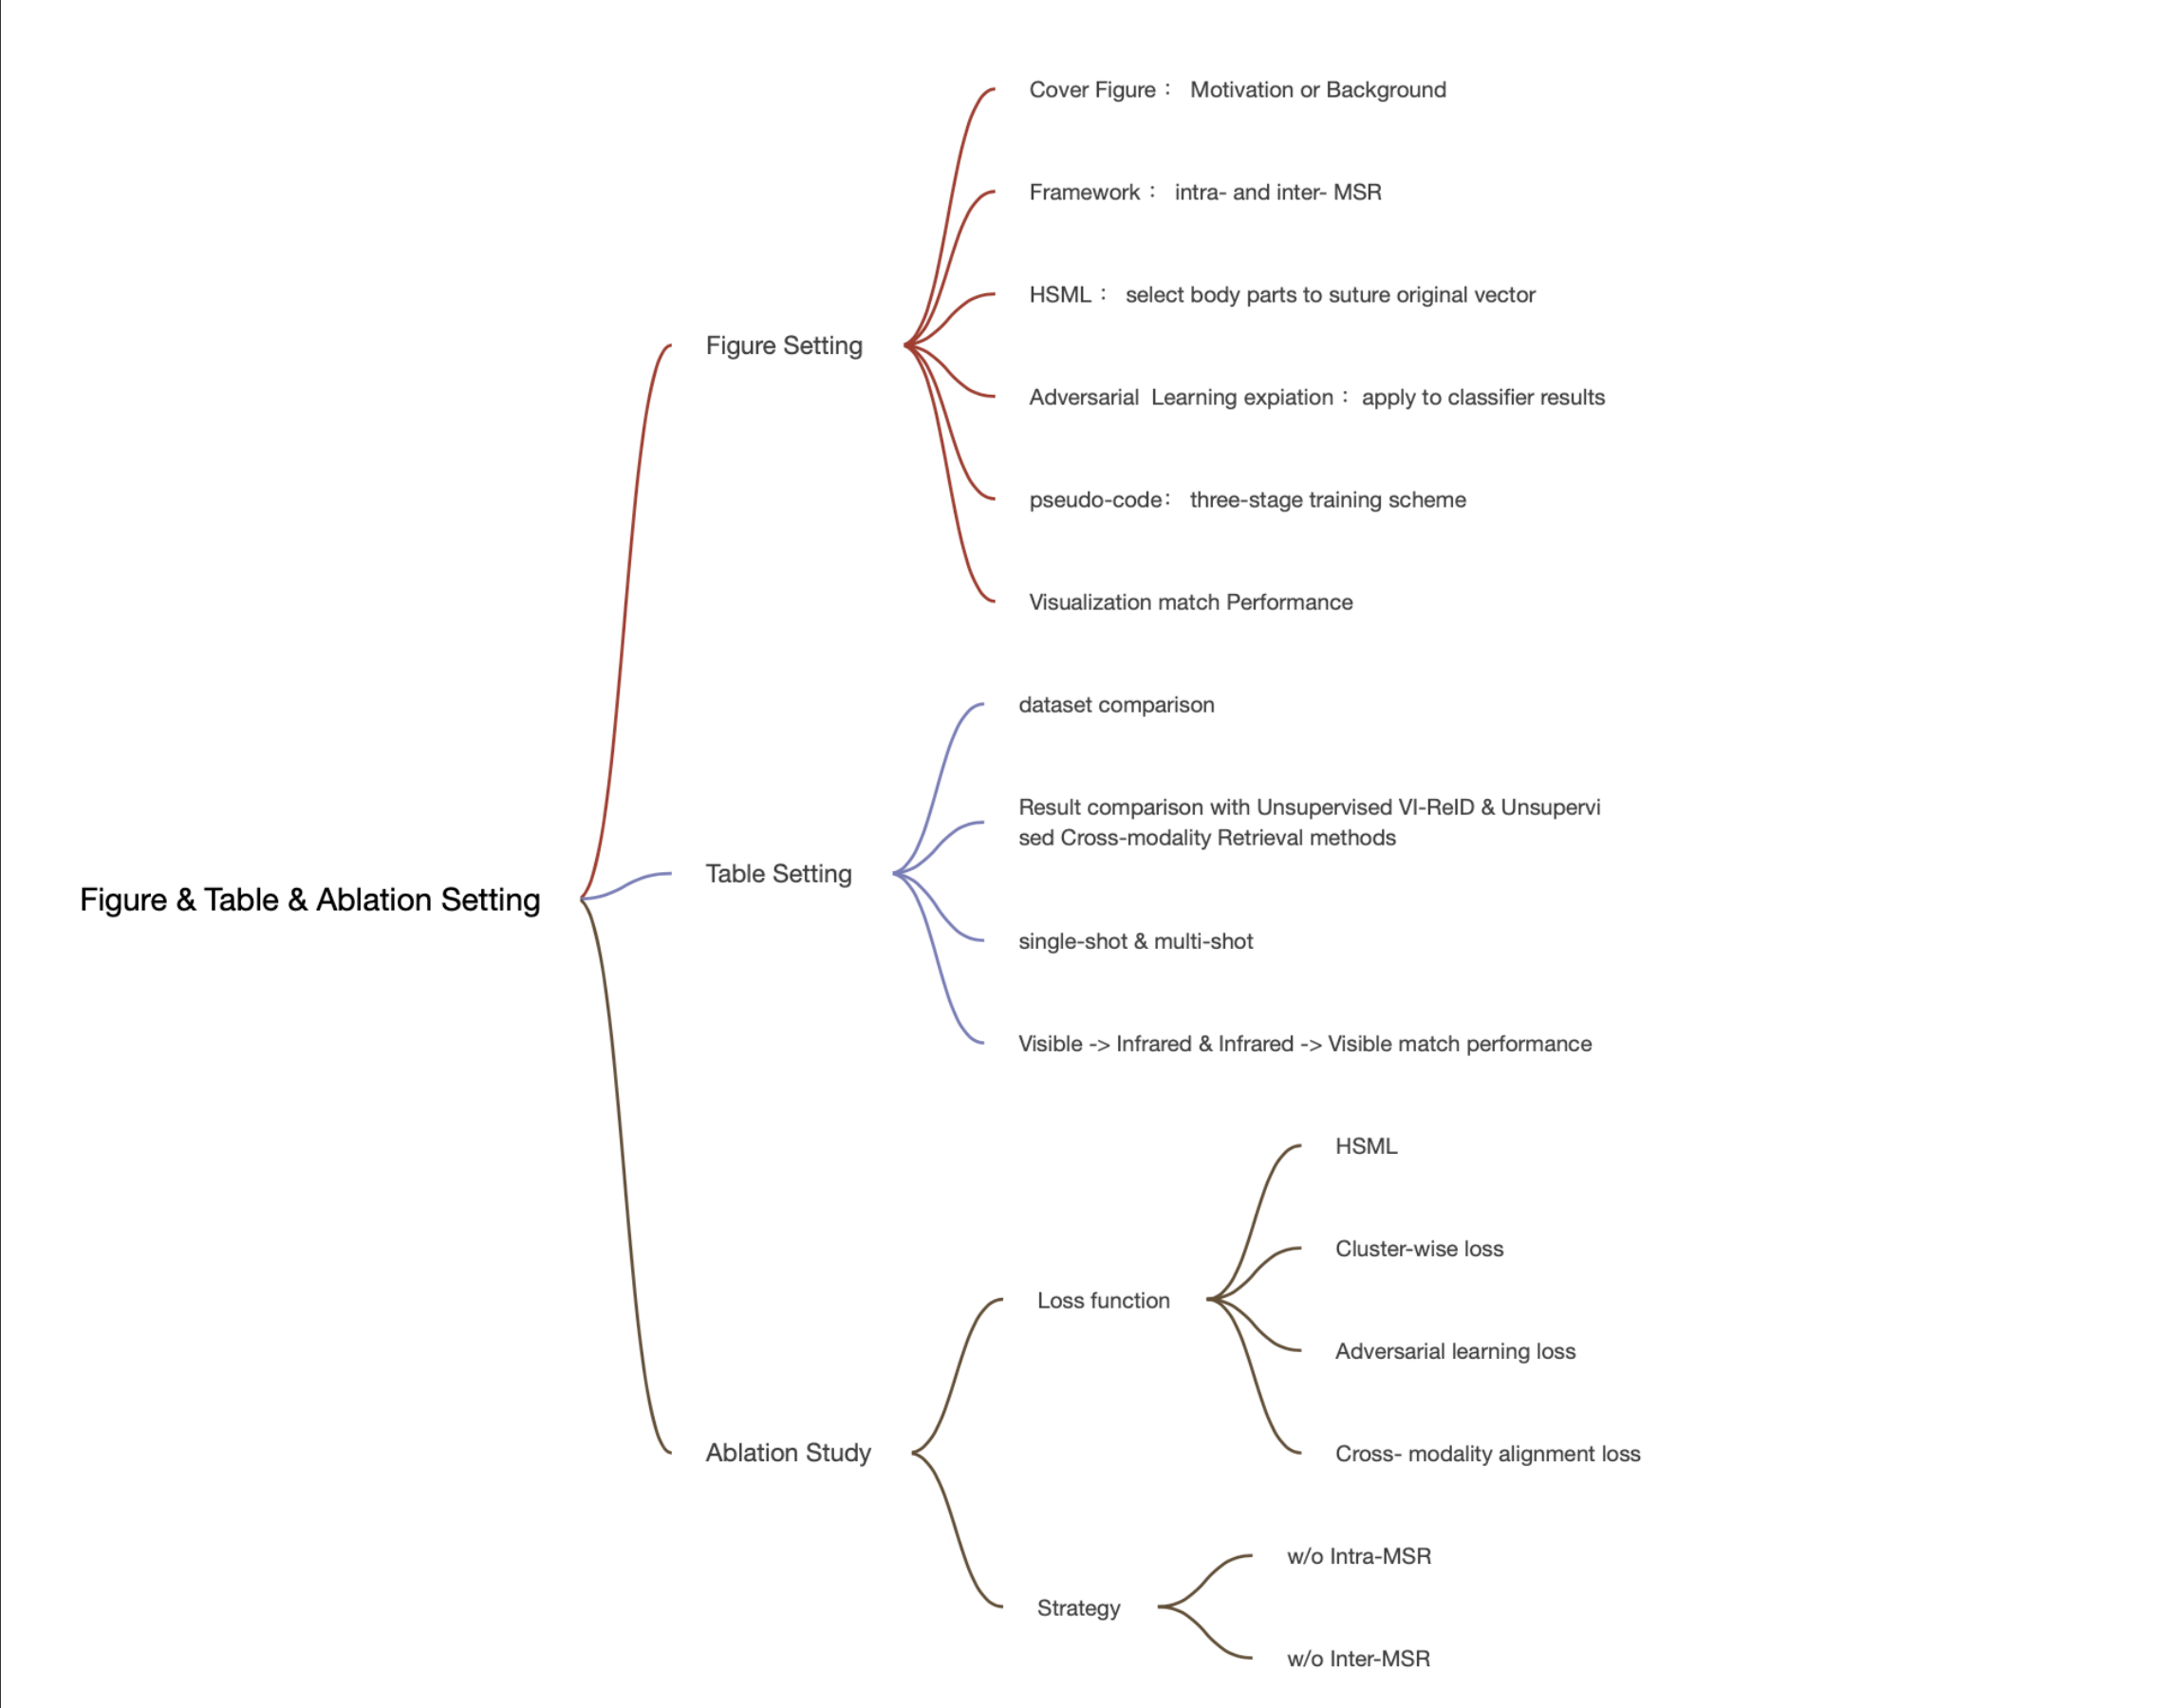 Cover Figure： Motivation or Background
Framework： intra- and inter- MSR
HSML： select body parts to suture original vector
Figure Setting
Adversarial Learning expiation：apply to classifier results
pseudo-code： three-stage training scheme
Visualization match Performance
dataset comparison
Result comparison with Unsupervised VI-ReID & Unsupervi
sed Cross-modality Retrieval methods
Table Setting
Figure & Table & Ablation Setting
single-shot & multi-shot
Visible -> Infrared & Infrared -> Visible match performance
HSML
Cluster-wise loss
Loss function
Adversarial learning loss
Ablation Study
Cross- modality alignment loss
w/o Intra-MSR
Strategy
w/o Inter-MSR